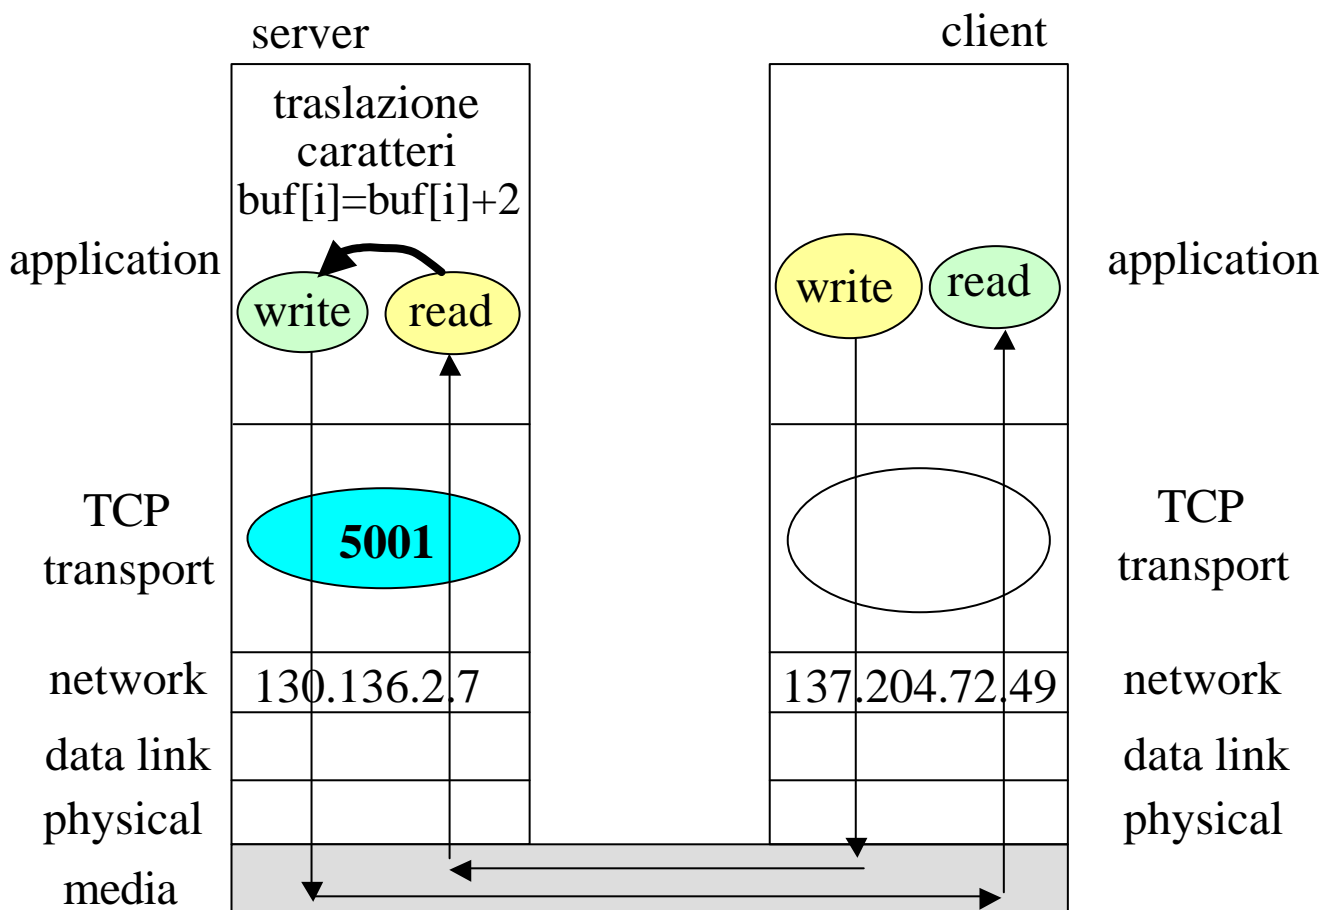 server
client
traslazione
caratteri
buf[i]=buf[i]+2
application
write
read
write
read
application
TCP
transport
5001
TCP
transport
network
130.136.2.7
137.204.72.49
network
data link
data link
physical
physical
media